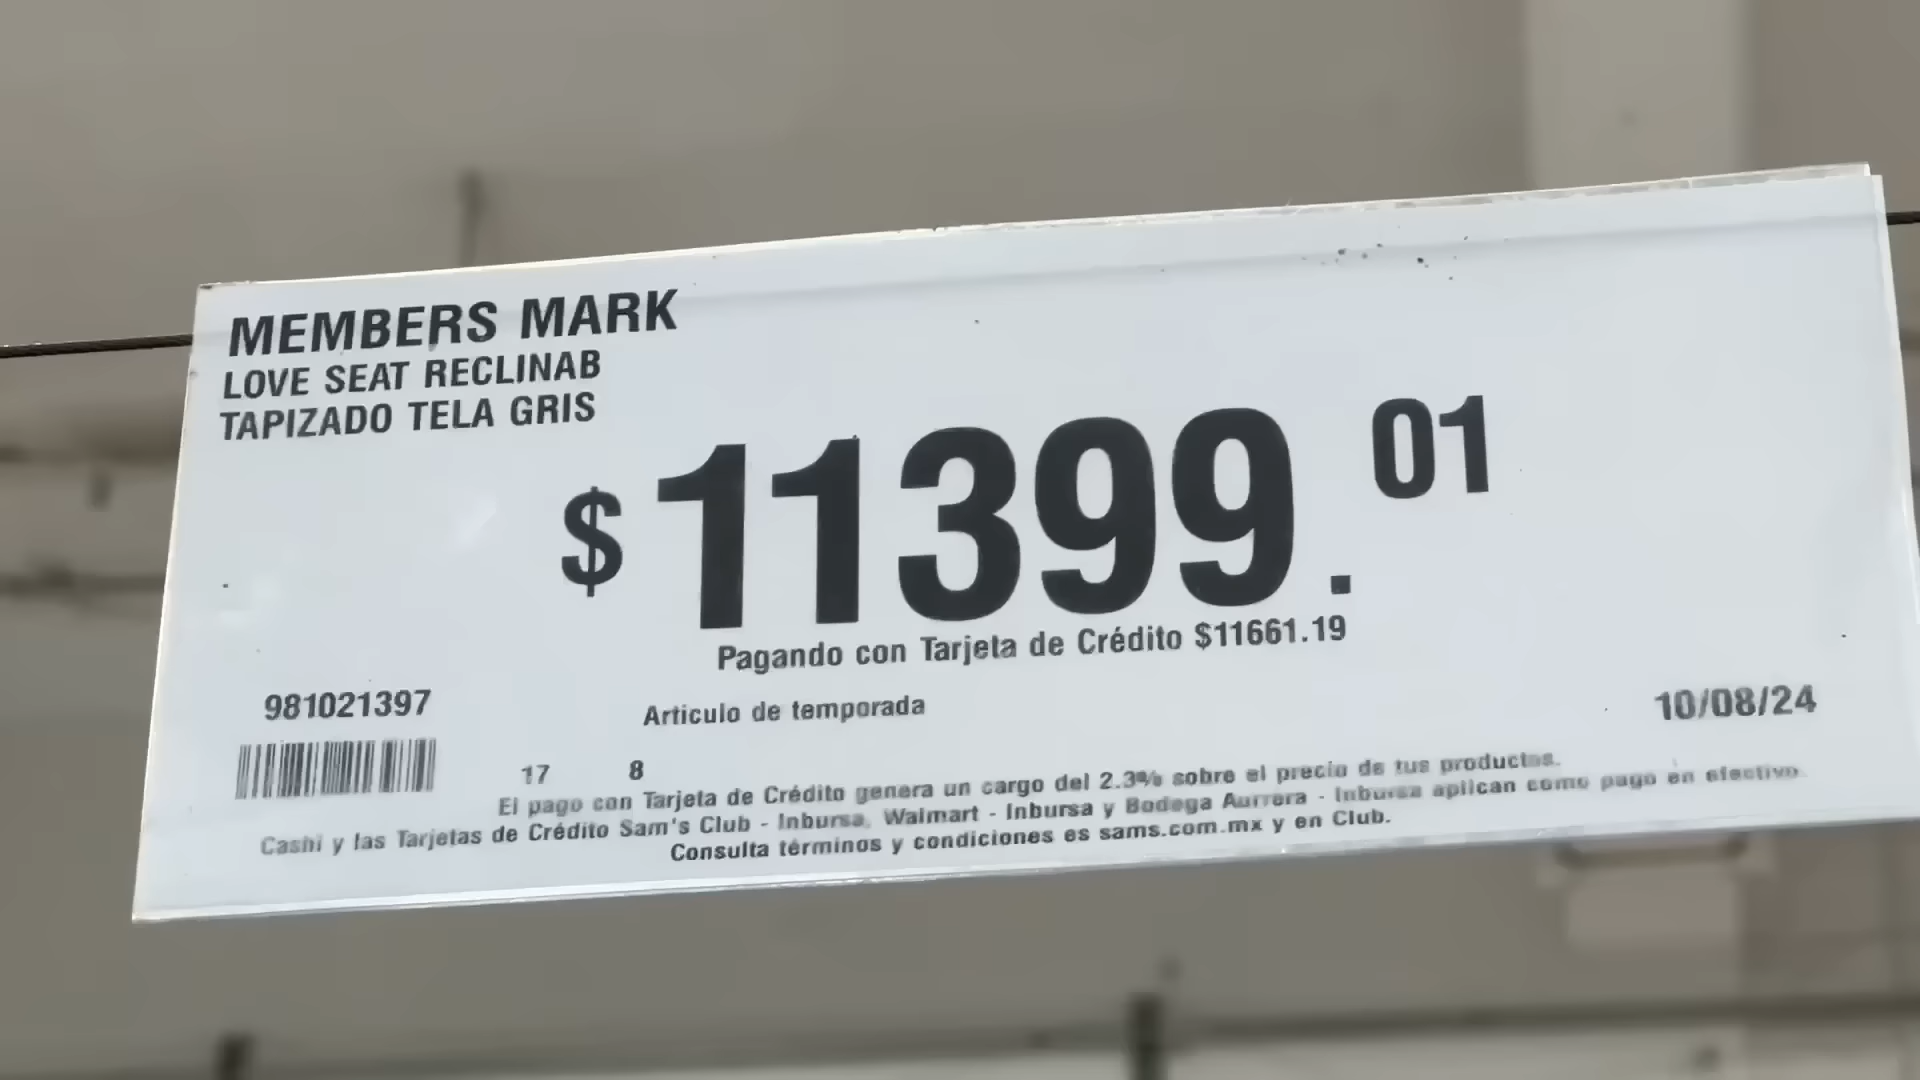 MEMBERS MARK
LOVE SEAT RECLINAB
TAPIZADO TELA GRIS
$11399.01
Pagando con Tarjeta de Crédito $11661.19
981021397
Articulo de temporada
10/08/24
17 8
El pago con Tarjeta de Crédito genera un cargo del 2.3% sobre el precio de tus productos.
Cashi y las Tarjetas de Crédito Sam's Club - Inbursa, Walmart - Inbursa y Bodega Aurrera - Inbursa aplican como pago en efectivo.
Consulta términos y condiciones es sams.com.mx y en Club.